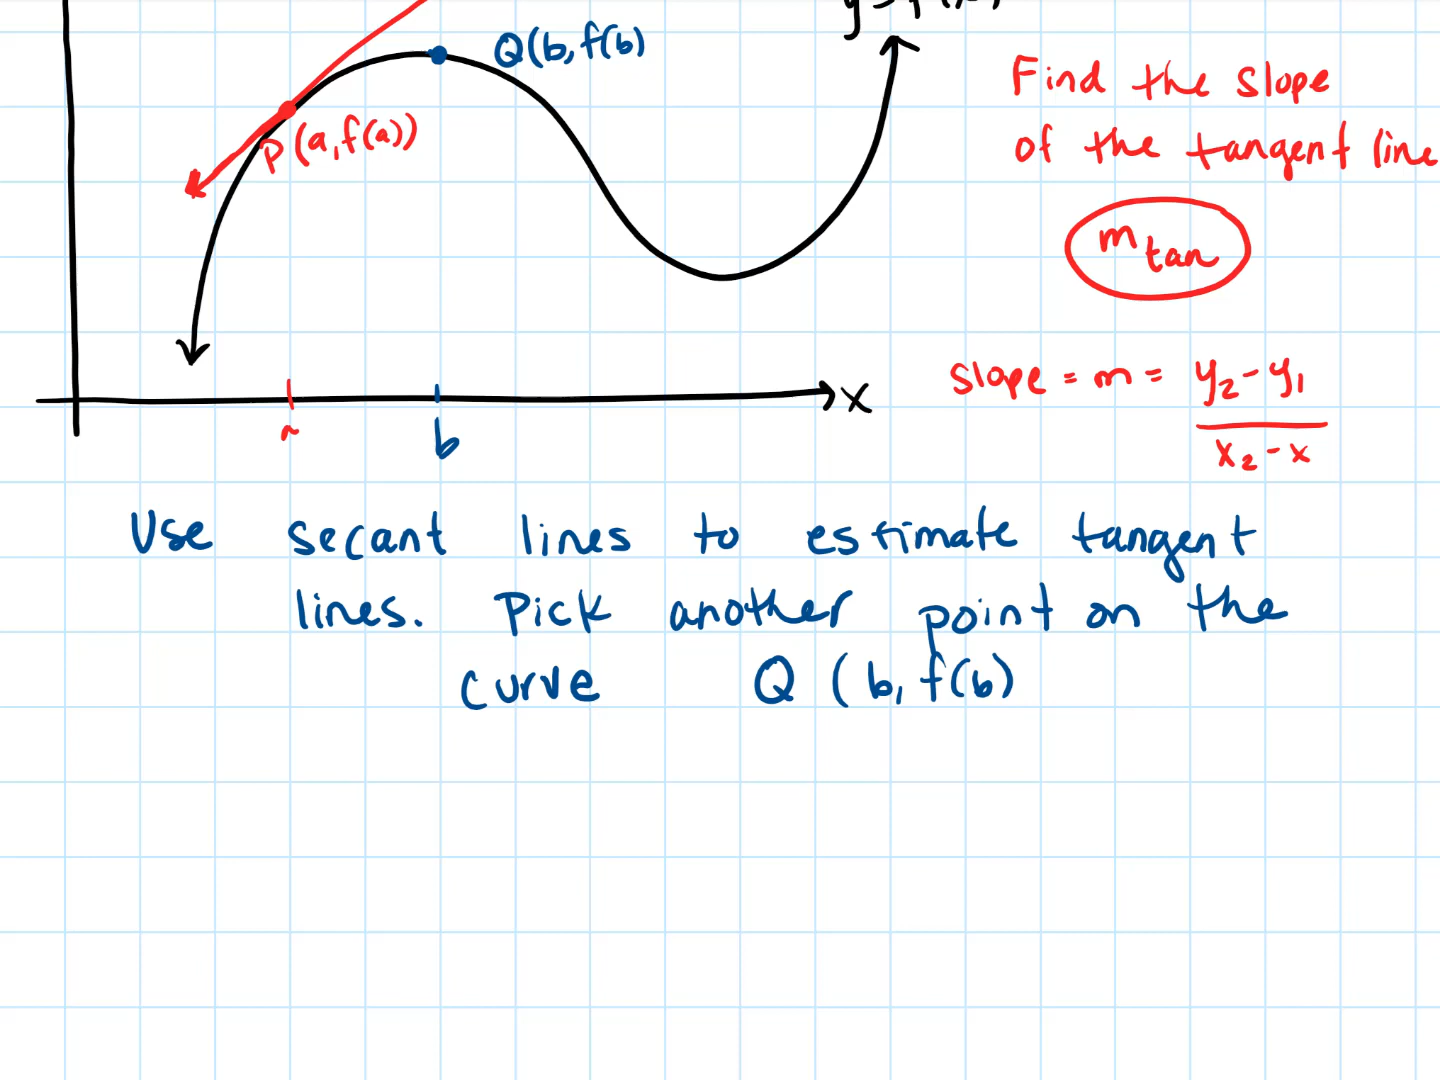 Q(b, f(b)
P(a, f(a))
Find the slope
of the tangent line
m tan
slope = m = y2 - y1
x2 - x
x
b
Use secant lines to estimate tangent
lines. Pick another point on the
curve Q (b, f(b)